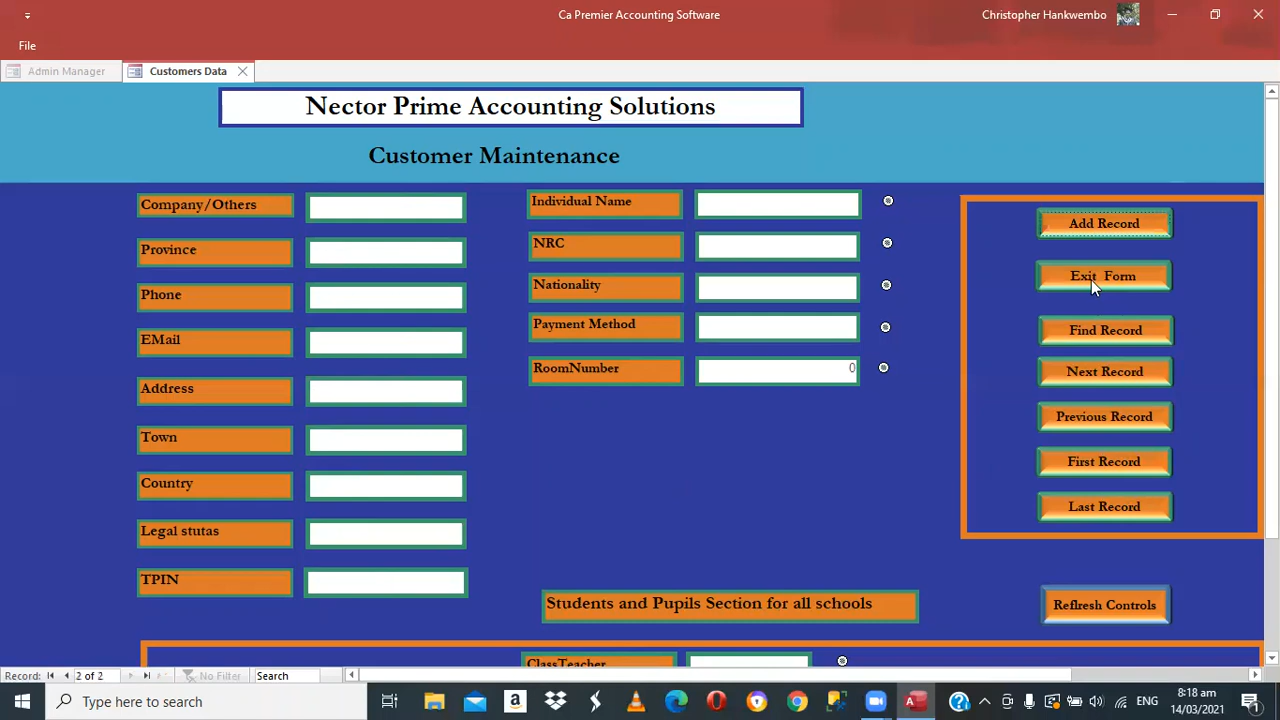 Ca Premier Accounting Software
Christopher Hankwembo
File
Admin Manager
Customers Data
Nector Prime Accounting Solutions
Customer Maintenance
Company/Others
Province
Phone
EMail
Address
Town
Country
Legal stutas
TPIN
Individual Name
NRC
Nationality
Payment Method
RoomNumber
0
Add Record
Exit Form
Find Record
Next Record
Previous Record
First Record
Last Record
Students and Pupils Section for all schools
Reflresh Controls
ClassTeacher
Record:
2 of 2
No Filter
Search
Type here to search
ENG
8:18 am
14/03/2021